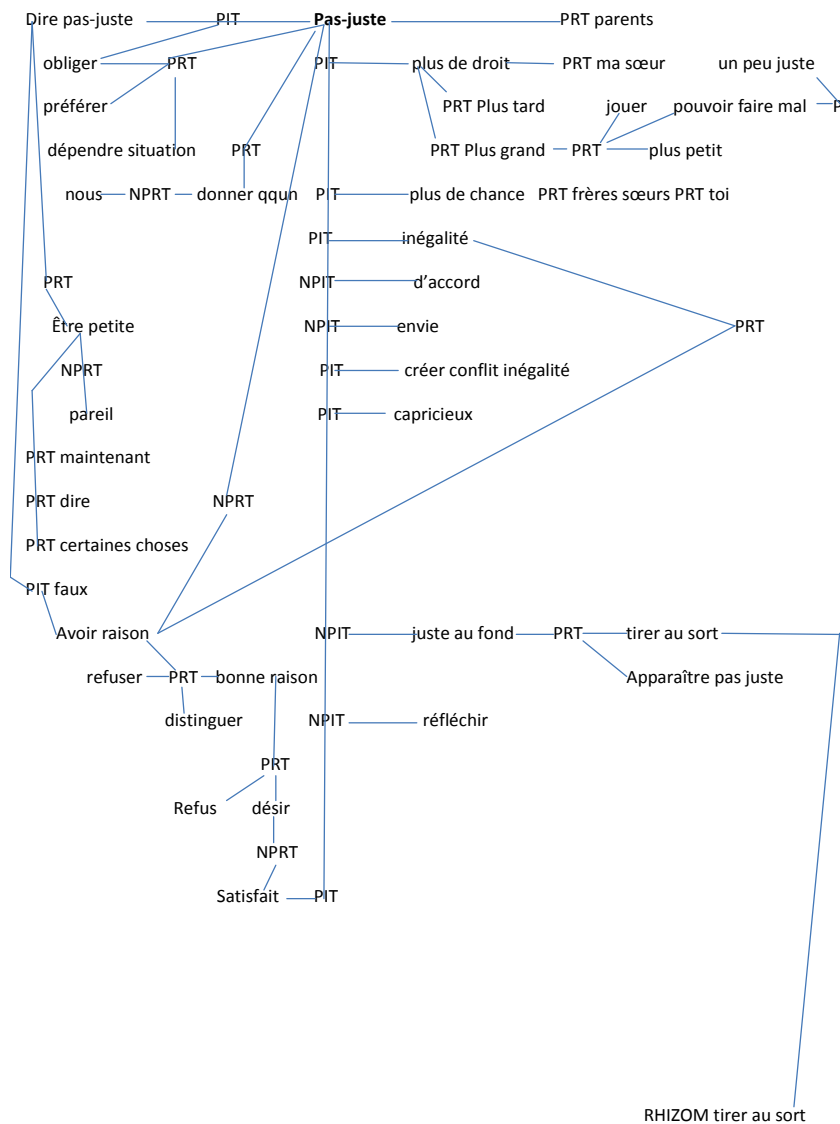 Dire pas-juste PIT Pas-juste PRT parents
obliger PRT PIT plus de droit PRT ma sœur un peu juste
préférer PRT Plus tard jouer pouvoir faire mal
dépendre situation PRT PRT Plus grand PRT plus petit
nous NPRT donner qqun PIT plus de chance PRT frères sœurs PRT toi
PIT inégalité
PRT NPIT d'accord
Être petite NPIT envie PRT
NPRT PIT créer conflit inégalité
pareil PIT capricieux
PRT maintenant
PRT dire NPRT
PRT certaines choses
PIT faux
Avoir raison NPIT juste au fond PRT tirer au sort
refuser PRT bonne raison Apparaître pas juste
distinguer NPIT réfléchir
PRT
Refus désir
NPRT
Satisfait PIT
RHIZOM tirer au sort